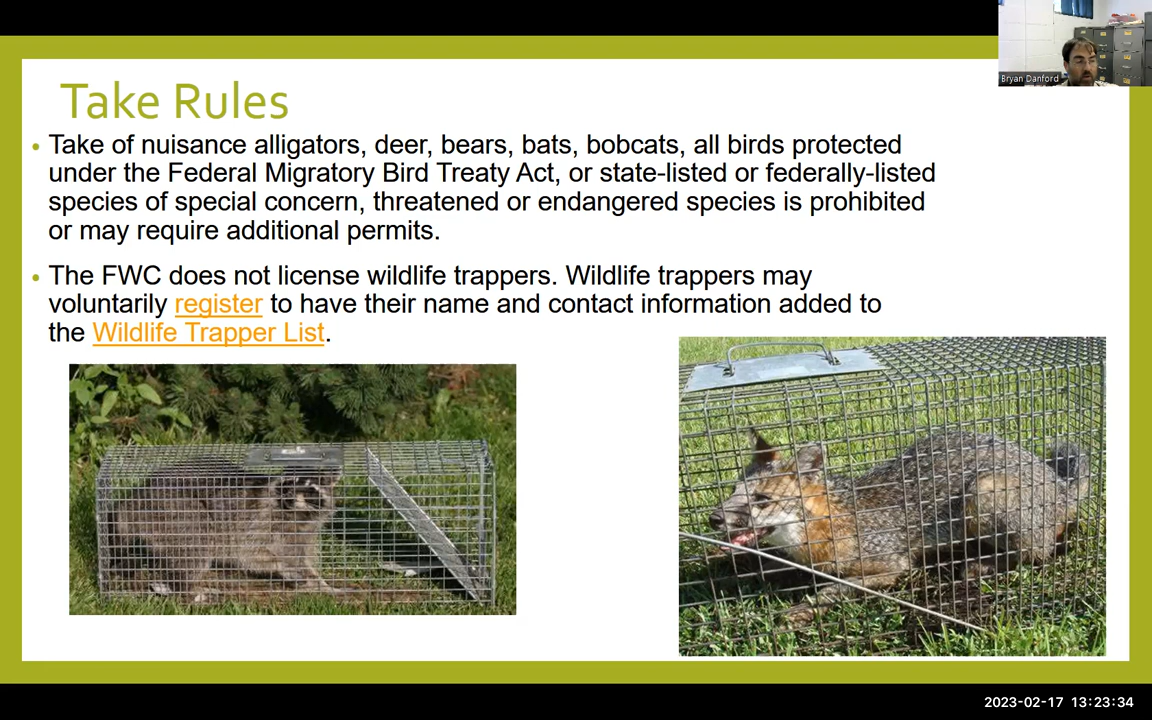 Take Rules
Take of nuisance alligators, deer, bears, bats, bobcats, all birds protected
under the Federal Migratory Bird Treaty Act, or state-listed or federally-listed
species of special concern, threatened or endangered species is prohibited
or may require additional permits.
The FWC does not license wildlife trappers. Wildlife trappers may
voluntarily register to have their name and contact information added to
the Wildlife Trapper List.
Bryan Danford
2023-02-17 13:23:34